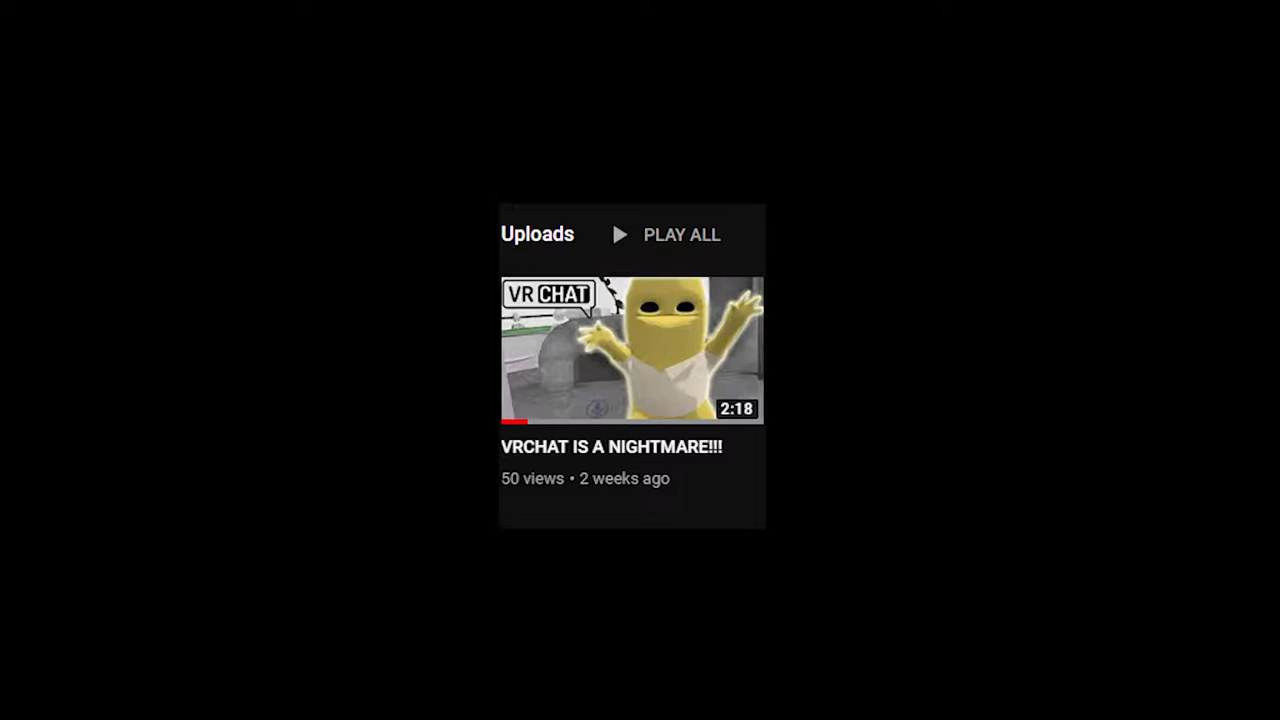 Uploads
PLAY ALL
VR CHAT
2:18
VRCHAT IS A NIGHTMARE!!!
50 views • 2 weeks ago